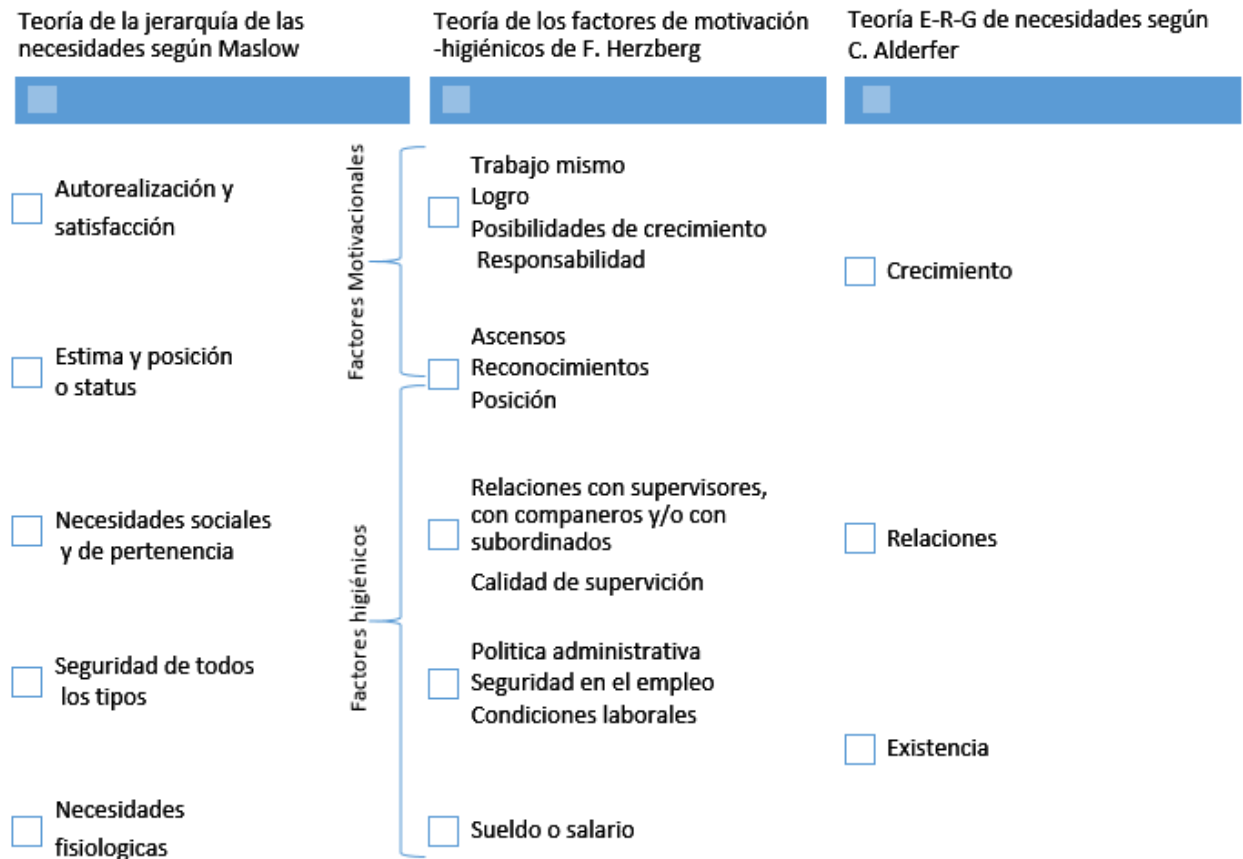 Teoría de la jerarquía de las
necesidades según Maslow
Autorealización y
satisfacción
Estima y posición
o status
Necesidades sociales
y de pertenencia
Seguridad de todos
los tipos
Necesidades
fisiologicas
Teoría de los factores de motivación
-higiénicos de F. Herzberg
Factores Motivacionales
Trabajo mismo
Logro
Posibilidades de crecimiento
Responsabilidad
Ascensos
Reconocimientos
Posición
Factores higiénicos
Relaciones con supervisores,
con companeros y/o con
subordinados
Calidad de supervición
Politica administrativa
Seguridad en el empleo
Condiciones laborales
Sueldo o salario
Teoría E-R-G de necesidades según
C. Alderfer
Crecimiento
Relaciones
Existencia